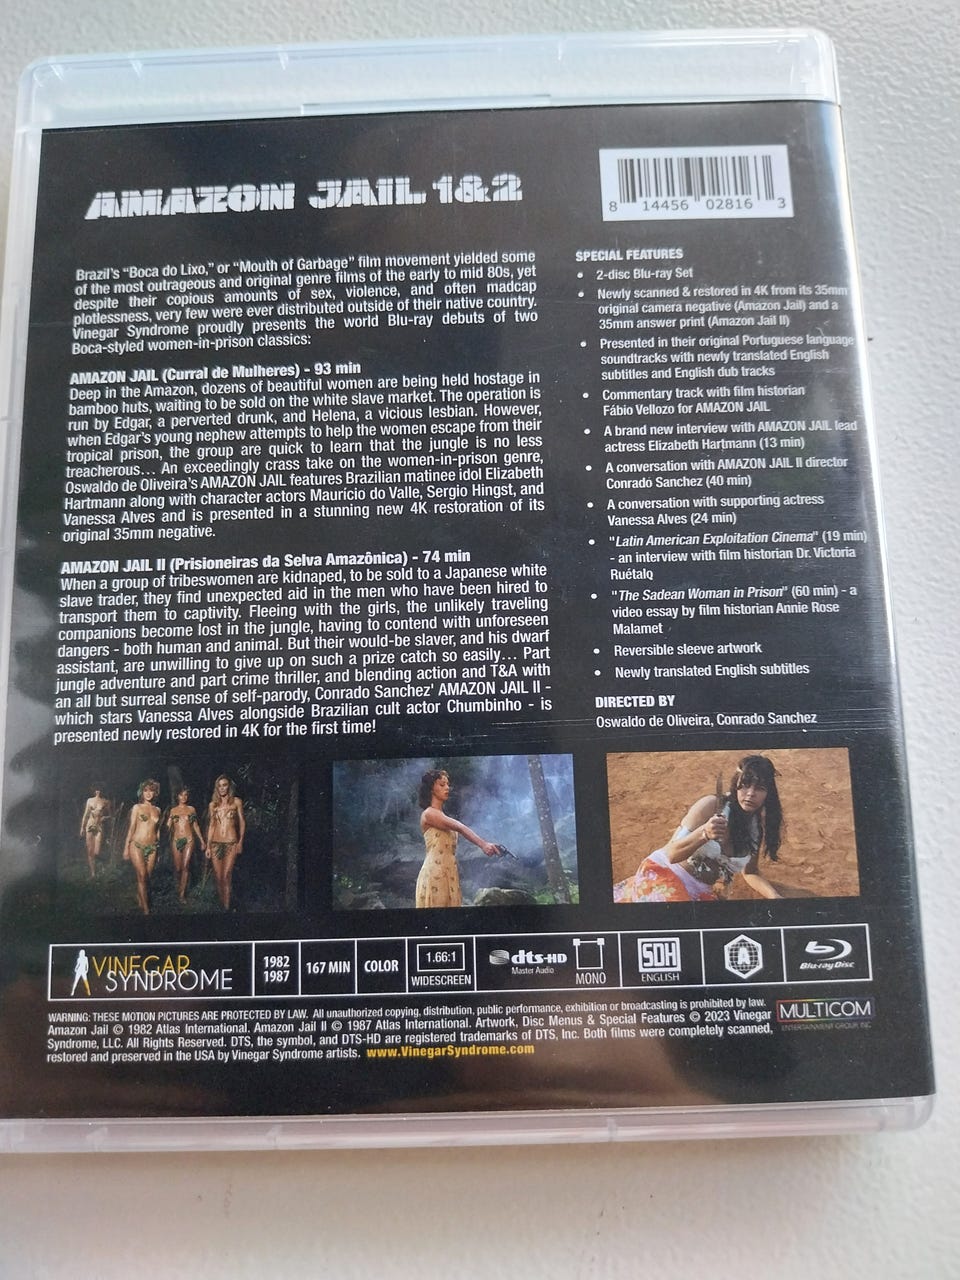 AMAZON JAIL 1&2
8 14456 02816 3
Brazil's "Boca do Lixo," or "Mouth of Garbage" film movement yielded some
of the most outrageous and original genre films of the early to mid 80s, yet
despite their copious amounts of sex, violence, and often madcap
plotlessness, very few were ever distributed outside of their native country.
Vinegar Syndrome proudly presents the world Blu-ray debuts of two
Boca-styled women-in-prison classics:
AMAZON JAIL (Curral de Mulheres) - 93 min
Deep in the Amazon, dozens of beautiful women are being held hostage in
bamboo huts, waiting to be sold on the white slave market. The operation is
run by Edgar, a perverted drunk, and Helena, a vicious lesbian. However,
when Edgar's young nephew attempts to help the women escape from their
tropical prison, the group are quick to learn that the jungle is no less
treacherous... An exceedingly crass take on the women-in-prison genre,
Oswaldo de Oliveira's AMAZON JAIL features Brazilian matinee idol Elizabeth
Hartmann along with character actors Maurício do Valle, Sergio Hingst, and
Vanessa Alves and is presented in a stunning new 4K restoration of its
original 35mm negative.
AMAZON JAIL II (Prisioneiras da Selva Amazônica) - 74 min
When a group of tribeswomen are kidnaped, to be sold to a Japanese white
slave trader, they find unexpected aid in the men who have been hired to
transport them to captivity. Fleeing with the girls, the unlikely traveling
companions become lost in the jungle, having to contend with unforeseen
dangers - both human and animal. But their would-be slaver, and his dwarf
assistant, are unwilling to give up on such a prize catch so easily... Part
jungle adventure and part crime thriller, and blending action and T&A with
an all but surreal sense of self-parody, Conrado Sanchez' AMAZON JAIL II -
which stars Vanessa Alves alongside Brazilian cult actor Chumbinho - is
presented newly restored in 4K for the first time!
SPECIAL FEATURES
• 2-disc Blu-ray Set
• Newly scanned & restored in 4K from its 35mm
original camera negative (Amazon Jail) and a
35mm answer print (Amazon Jail II)
• Presented in their original Portuguese language
soundtracks with newly translated English
subtitles and English dub tracks
• Commentary track with film historian
Fábio Vellozo for AMAZON JAIL
• A brand new interview with AMAZON JAIL lead
actress Elizabeth Hartmann (13 min)
• A conversation with AMAZON JAIL II director
Conrado Sanchez (40 min)
• A conversation with supporting actress
Vanessa Alves (24 min)
• "Latin American Exploitation Cinema" (19 min)
- an interview with film historian Dr. Victoria
Ruétalo
• "The Sadean Woman in Prison" (60 min) - a
video essay by film historian Annie Rose
Malamet
• Reversible sleeve artwork
• Newly translated English subtitles
DIRECTED BY
Oswaldo de Oliveira, Conrado Sanchez
VINEGAR
SYNDROME
1982
1987
167 MIN
COLOR
1.66:1
WIDESCREEN
dts-HD
Master Audio
MONO
SDH
ENGLISH
A
Blu-ray Disc
WARNING: THESE MOTION PICTURES ARE PROTECTED BY LAW. All unauthorized copying, distribution, public performance, exhibition or broadcasting is prohibited by law.
Amazon Jail © 1982 Atlas International. Amazon Jail II © 1987 Atlas International. Artwork, Disc Menus & Special Features © 2023 Vinegar
Syndrome, LLC. All Rights Reserved. DTS, the symbol, and DTS-HD are registered trademarks of DTS, Inc. Both films were completely scanned,
restored and preserved in the USA by Vinegar Syndrome artists. www.VinegarSyndrome.com
MULTICOM
ENTERTAINMENT GROUP INC